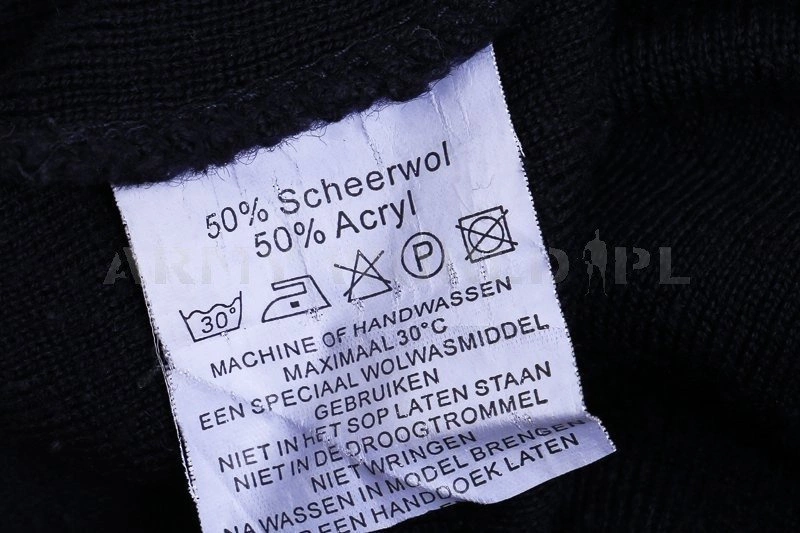 50% Scheerwol
50% Acryl
30°
P
MACHINE OF HANDWASSEN
MAXIMAAL 30°C
EEN SPECIAAL WOLWASMIDDEL
GEBRUIKEN
NIET IN HET SOP LATEN STAAN
NIET IN DE DROOGTROMMEL
NIET WRINGEN
NA WASSEN IN MODEL BRENGEN
EEN HANDDOEK LATEN